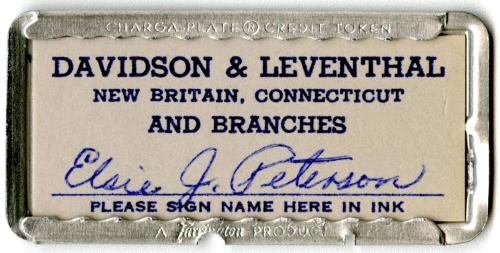 CHARGA-PLATE ® CREDIT TOKEN
DAVIDSON & LEVENTHAL
NEW BRITAIN, CONNECTICUT
AND BRANCHES
Elsie J. Peterson
PLEASE SIGN NAME HERE IN INK
A Farrington PRODUCT